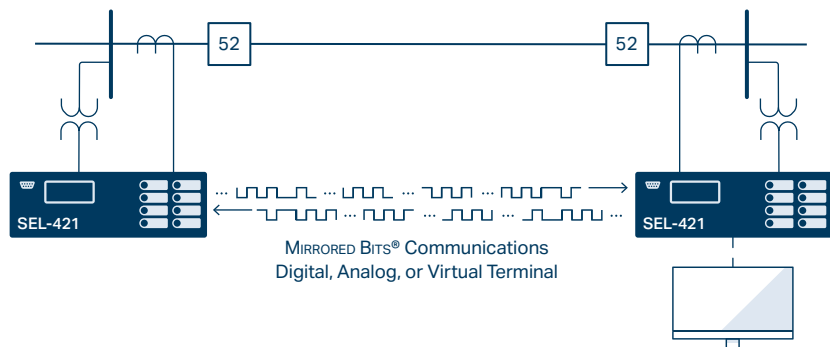 52
52
SEL-421
SEL-421
MIRRORED BITS® Communications
Digital, Analog, or Virtual Terminal